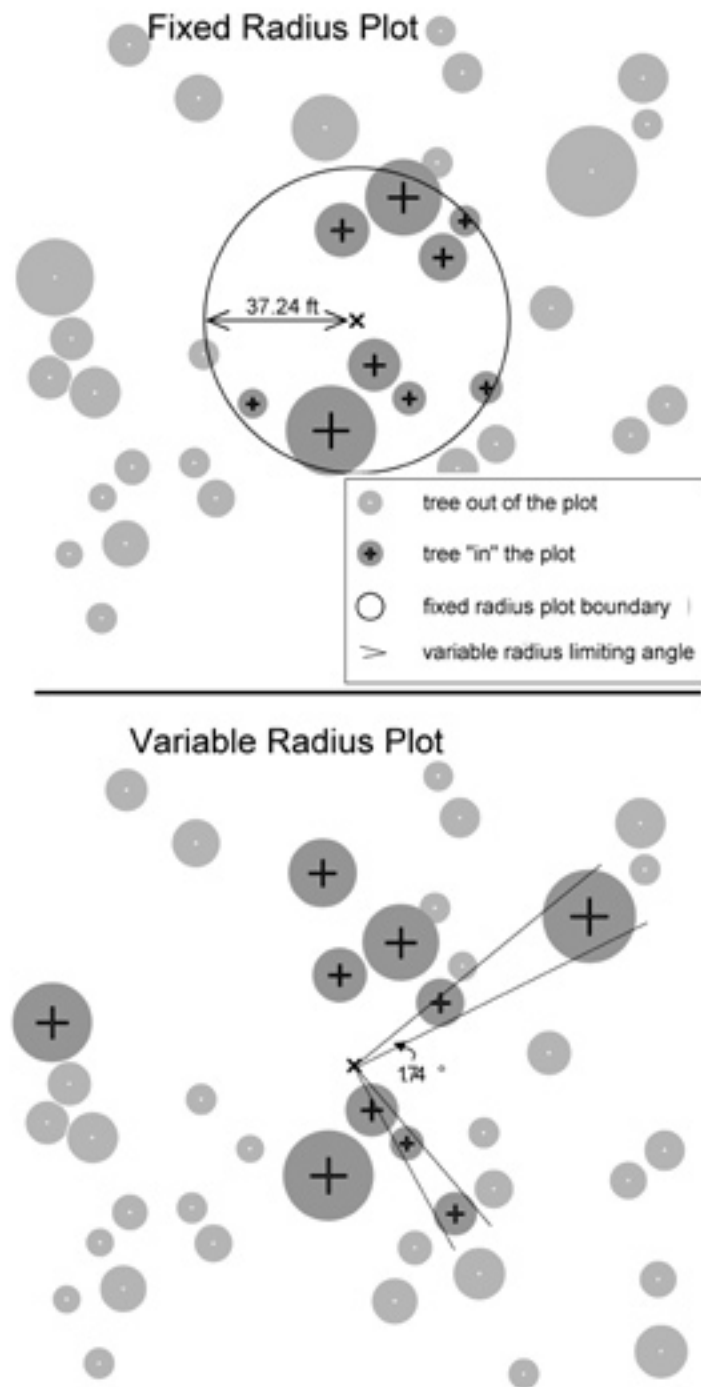 Fixed Radius Plot
37.24 ft
tree out of the plot
tree "in" the plot
fixed radius plot boundary
variable radius limiting angle
Variable Radius Plot
1.74 °